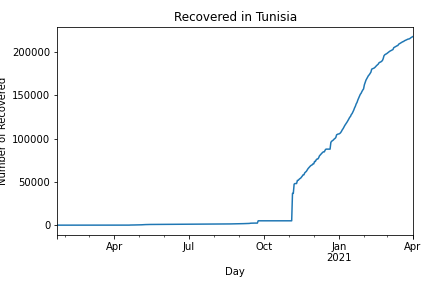 Recovered in Tunisia
Number of Recovered
200000
150000
100000
50000
0
Apr
Jul
Oct
Jan
2021
Apr
Day